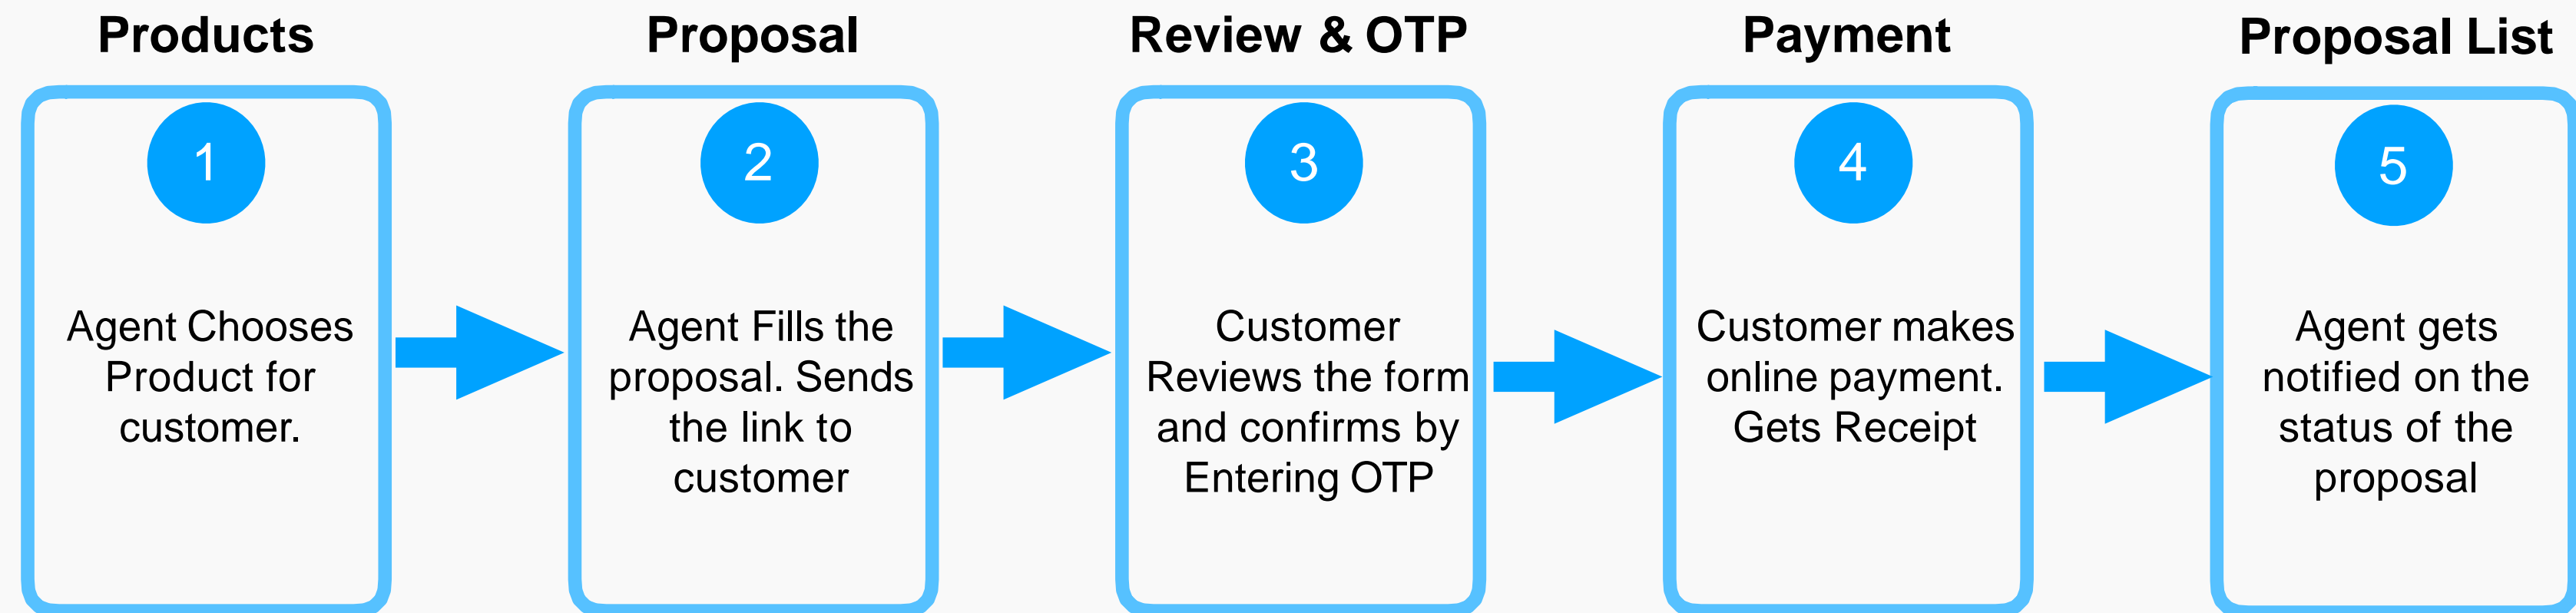 Products
1
Agent Chooses
Product for
customer.
Proposal
2
Agent Fills the
proposal. Sends
the link to
customer
Review & OTP
3
Customer
Reviews the form
and confirms by
Entering OTP
Payment
4
Customer makes
online payment.
Gets Receipt
Proposal List
5
Agent gets
notified on the
status of the
proposal